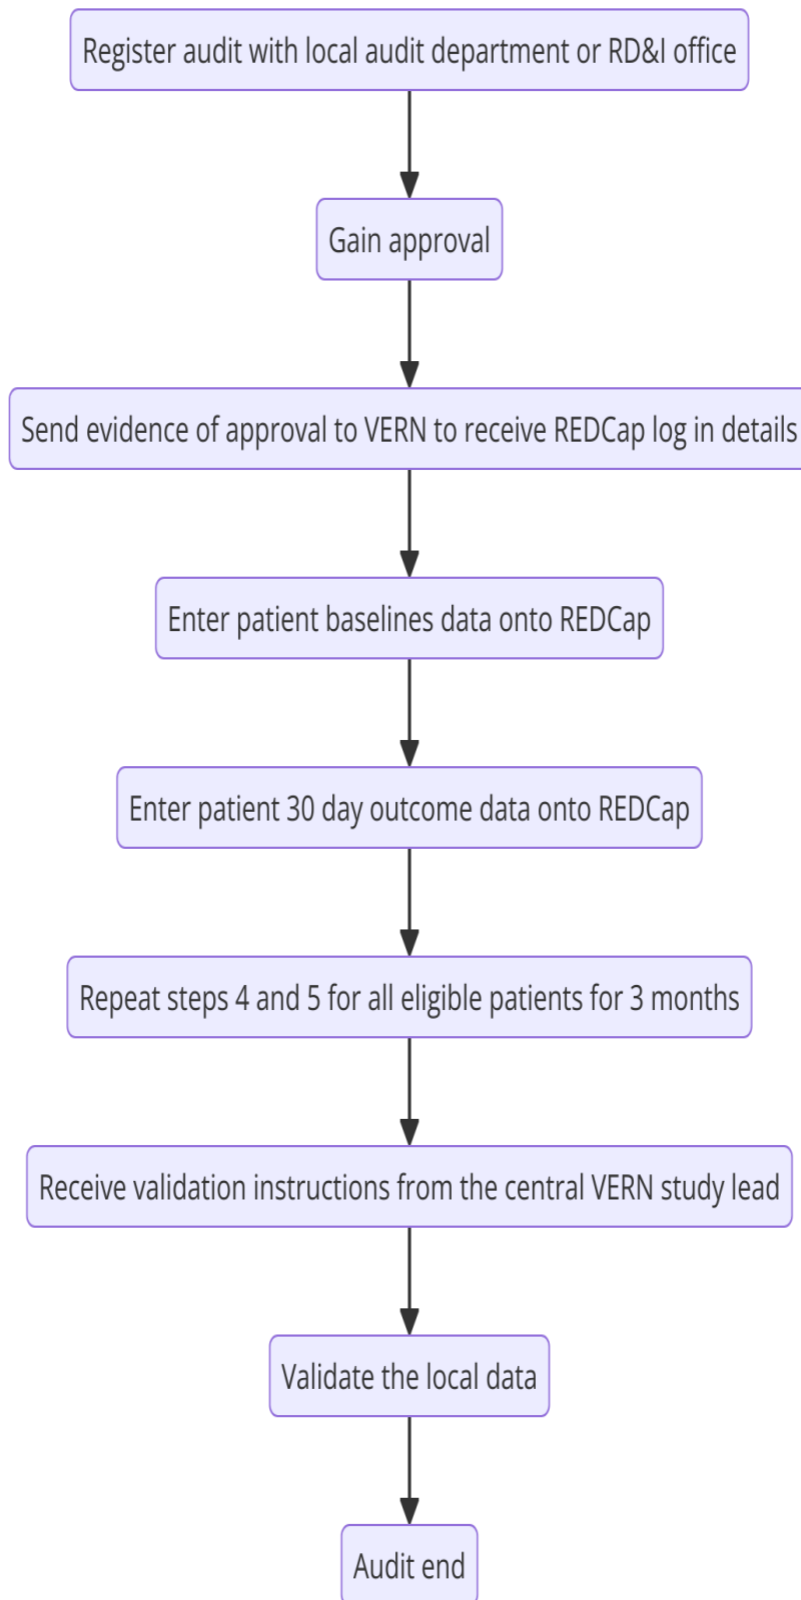 Register audit with local audit department or RD&I office
Gain approval
Send evidence of approval to VERN to receive REDCap log in details
Enter patient baselines data onto REDCap
Enter patient 30 day outcome data onto REDCap
Repeat steps 4 and 5 for all eligible patients for 3 months
Receive validation instructions from the central VERN study lead
Validate the local data
Audit end